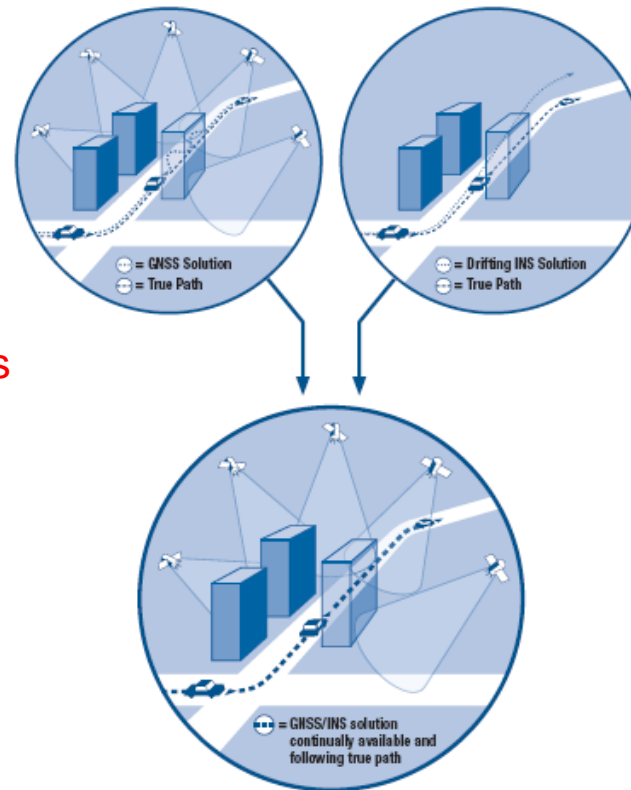 = GNSS Solution
= True Path
= Drifting INS Solution
= True Path
s
= GNSS/INS solution
continually available and
following true path